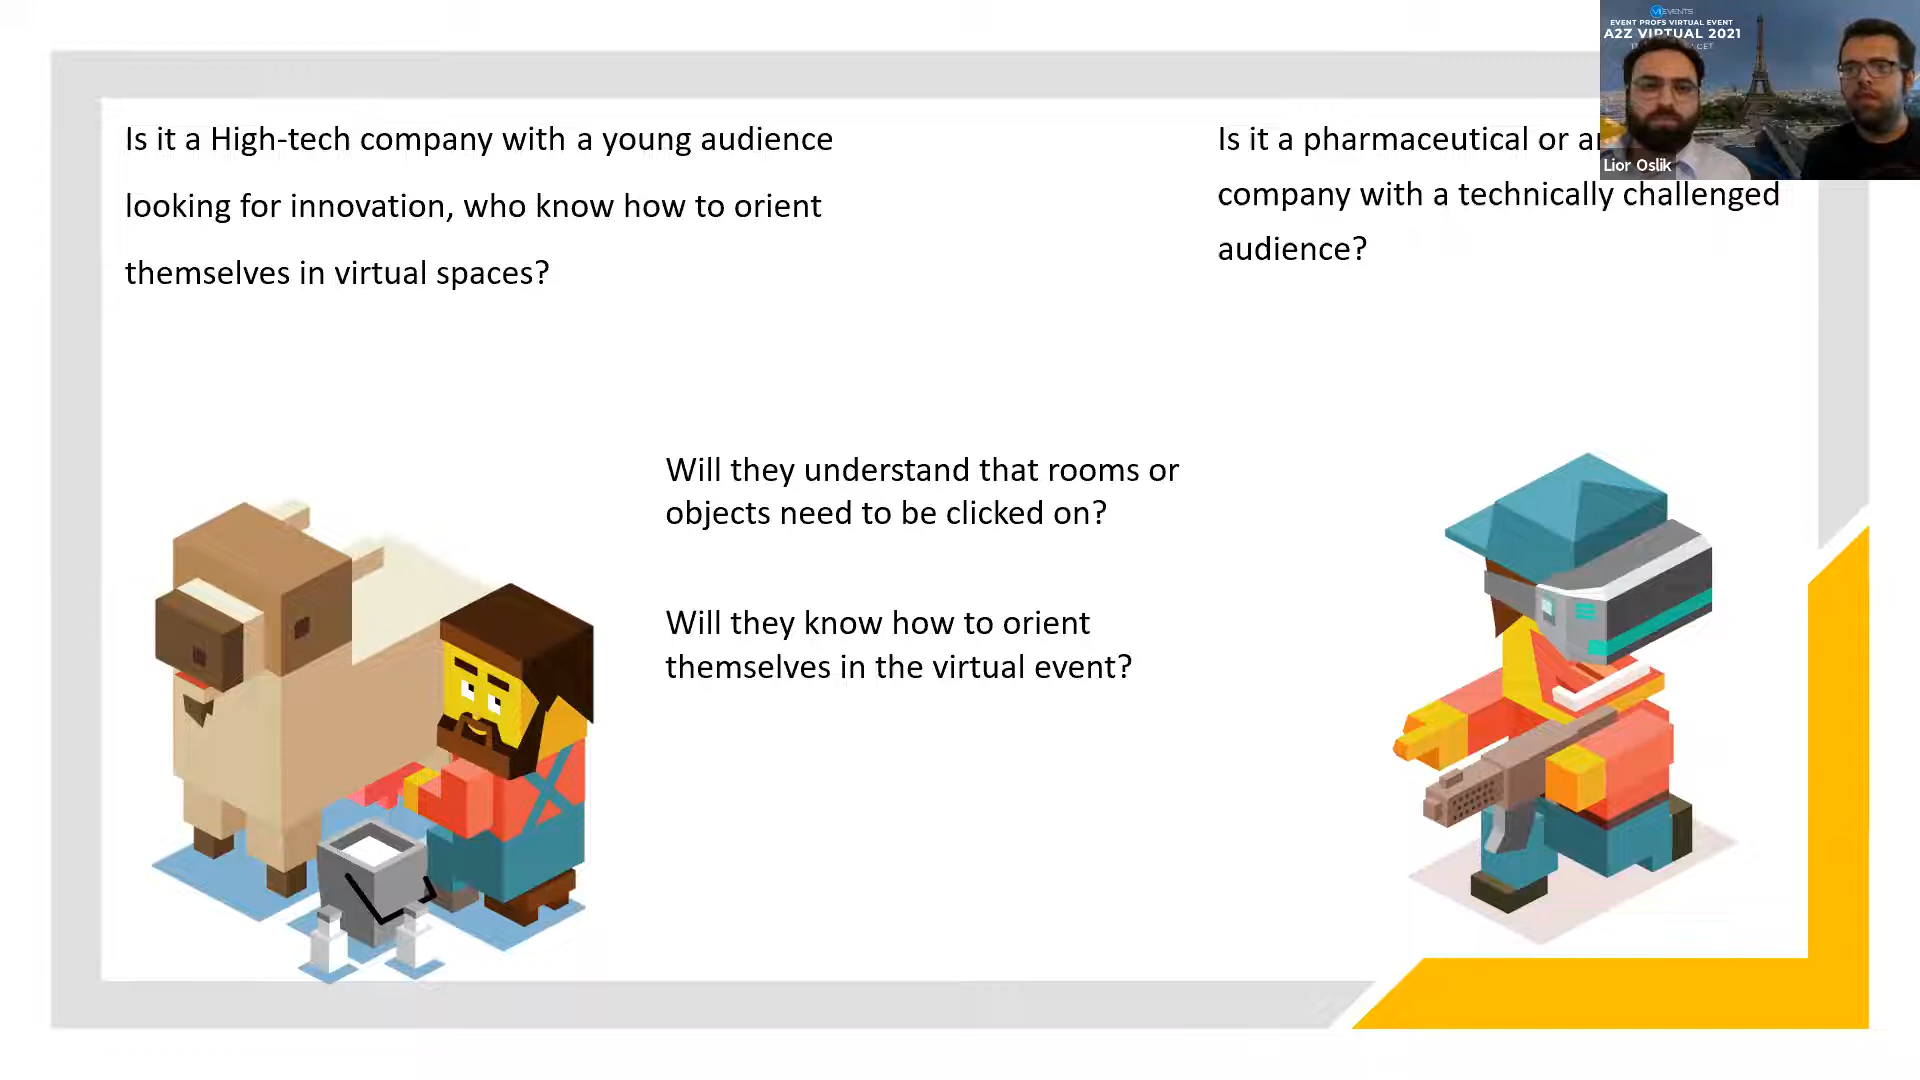 Is it a High-tech company with a young audience
looking for innovation, who know how to orient
themselves in virtual spaces?
Is it a pharmaceutical or
company with a technically challenged
audience?
Will they understand that rooms or
objects need to be clicked on?
Will they know how to orient
themselves in the virtual event?
EVENTS
EVENT PROFS VIRTUAL EVENT
A2Z VIRTUAL 2021
CET
Lior Oslik